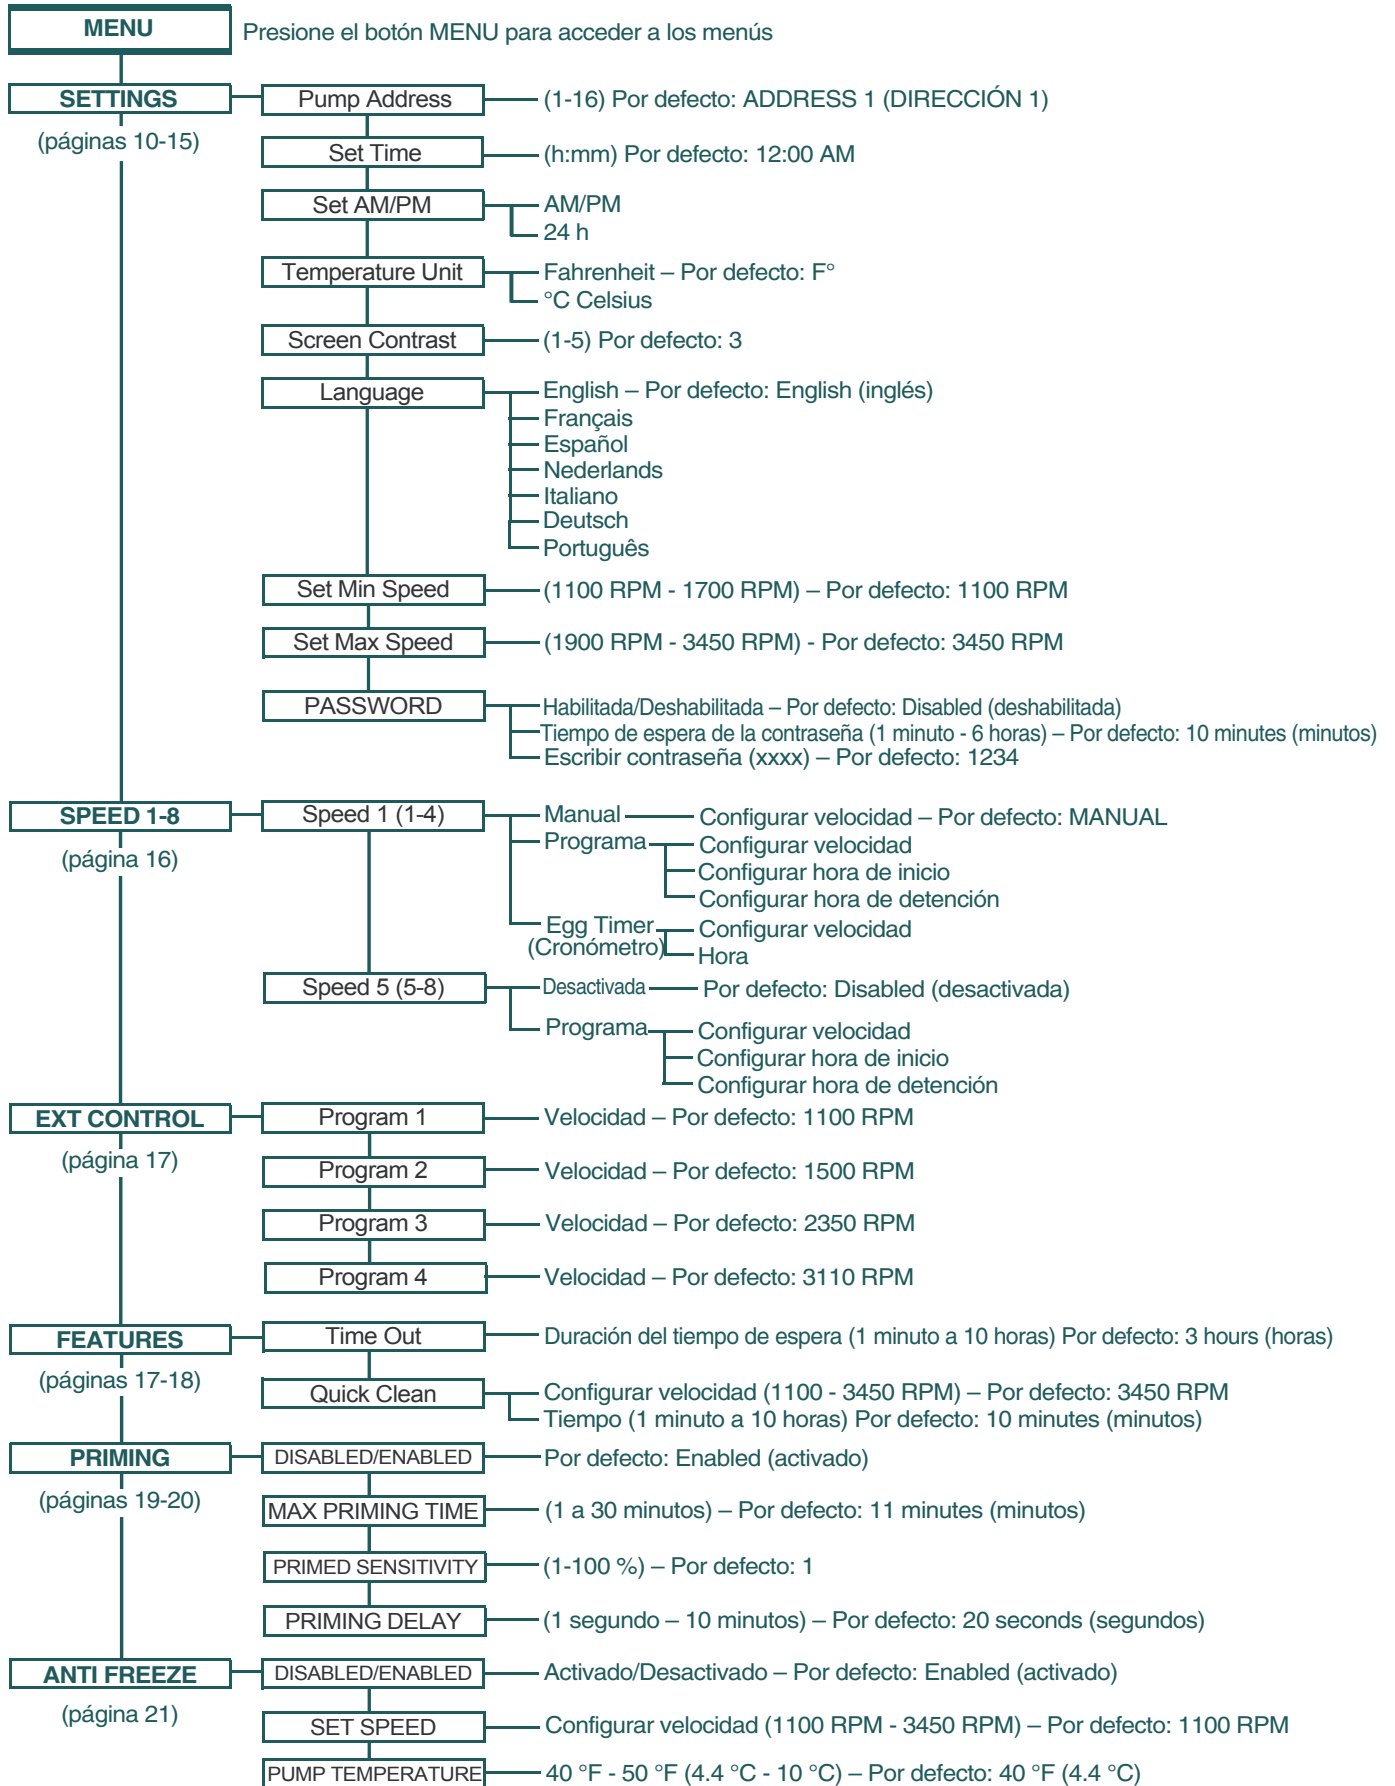 MENU
Presione el botón MENU para acceder a los menús
SETTINGS
(páginas 10-15)
Pump Address
(1-16) Por defecto: ADDRESS 1 (DIRECCIÓN 1)
Set Time
(h:mm) Por defecto: 12:00 AM
Set AM/PM
AM/PM
24 h
Temperature Unit
Fahrenheit – Por defecto: F°
°C Celsius
Screen Contrast
(1-5) Por defecto: 3
Language
English – Por defecto: English (inglés)
Français
Español
Nederlands
Italiano
Deutsch
Português
Set Min Speed
(1100 RPM - 1700 RPM) – Por defecto: 1100 RPM
Set Max Speed
(1900 RPM - 3450 RPM) - Por defecto: 3450 RPM
PASSWORD
Habilitada/Deshabilitada – Por defecto: Disabled (deshabilitada)
Tiempo de espera de la contraseña (1 minuto - 6 horas) – Por defecto: 10 minutes (minutos)
Escribir contraseña (xxxx) – Por defecto: 1234
SPEED 1-8
(página 16)
Speed 1 (1-4)
Manual
Configurar velocidad – Por defecto: MANUAL
Programa
Configurar velocidad
Configurar hora de inicio
Configurar hora de detención
Egg Timer
(Cronómetro)
Configurar velocidad
Hora
Speed 5 (5-8)
Desactivada
Por defecto: Disabled (desactivada)
Programa
Configurar velocidad
Configurar hora de inicio
Configurar hora de detención
EXT CONTROL
(página 17)
Program 1
Velocidad – Por defecto: 1100 RPM
Program 2
Velocidad – Por defecto: 1500 RPM
Program 3
Velocidad – Por defecto: 2350 RPM
Program 4
Velocidad – Por defecto: 3110 RPM
FEATURES
(páginas 17-18)
Time Out
Duración del tiempo de espera (1 minuto a 10 horas) Por defecto: 3 hours (horas)
Quick Clean
Configurar velocidad (1100 - 3450 RPM) – Por defecto: 3450 RPM
Tiempo (1 minuto a 10 horas) Por defecto: 10 minutes (minutos)
PRIMING
(páginas 19-20)
DISABLED/ENABLED
Por defecto: Enabled (activado)
MAX PRIMING TIME
(1 a 30 minutos) – Por defecto: 11 minutes (minutos)
PRIMED SENSITIVITY
(1-100 %) – Por defecto: 1
PRIMING DELAY
(1 segundo – 10 minutos) – Por defecto: 20 seconds (segundos)
ANTI FREEZE
(página 21)
DISABLED/ENABLED
Activado/Desactivado – Por defecto: Enabled (activado)
SET SPEED
Configurar velocidad (1100 RPM - 3450 RPM) – Por defecto: 1100 RPM
PUMP TEMPERATURE
40 °F - 50 °F (4.4 °C - 10 °C) – Por defecto: 40 °F (4.4 °C)